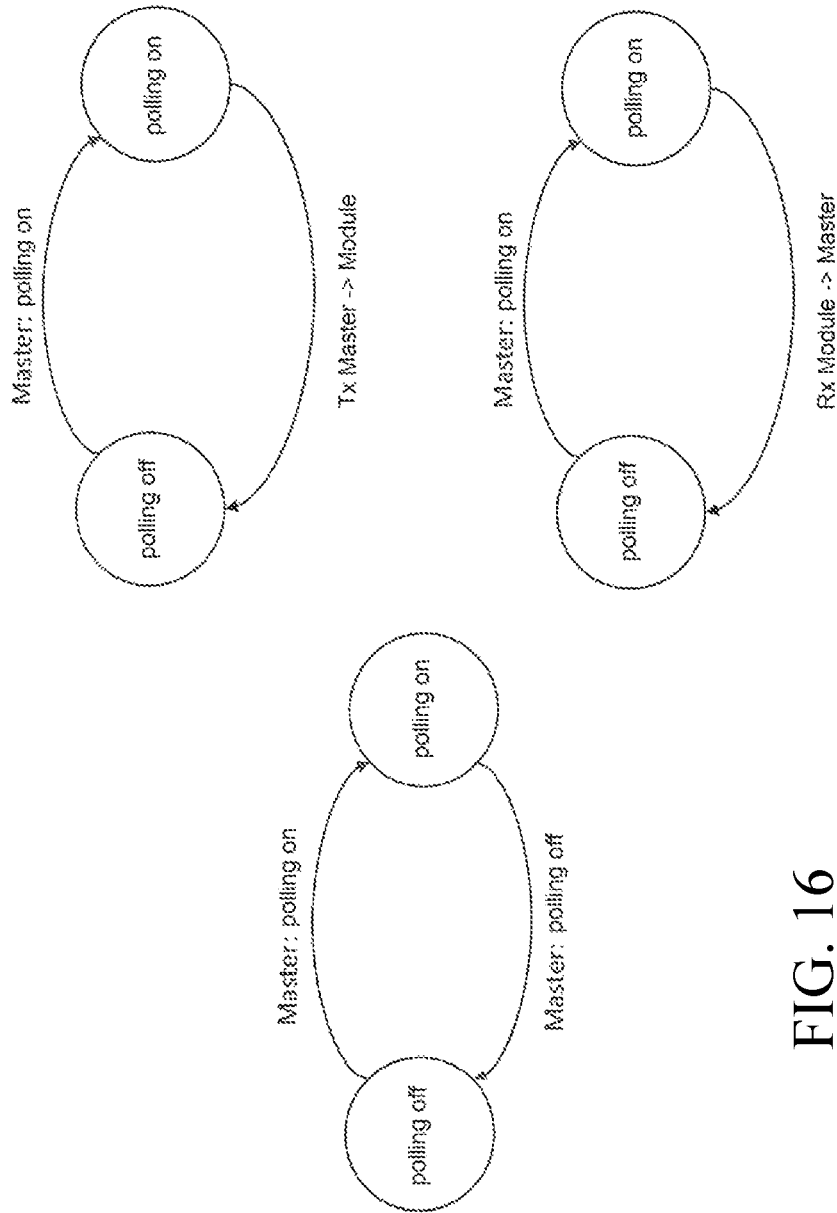 Master: polling on
polling off
polling on
Master: polling off
Master: polling on
polling off
polling on
Tx Master -> Module
Master: polling on
polling off
polling on
Rx Module -> Master
FIG. 16